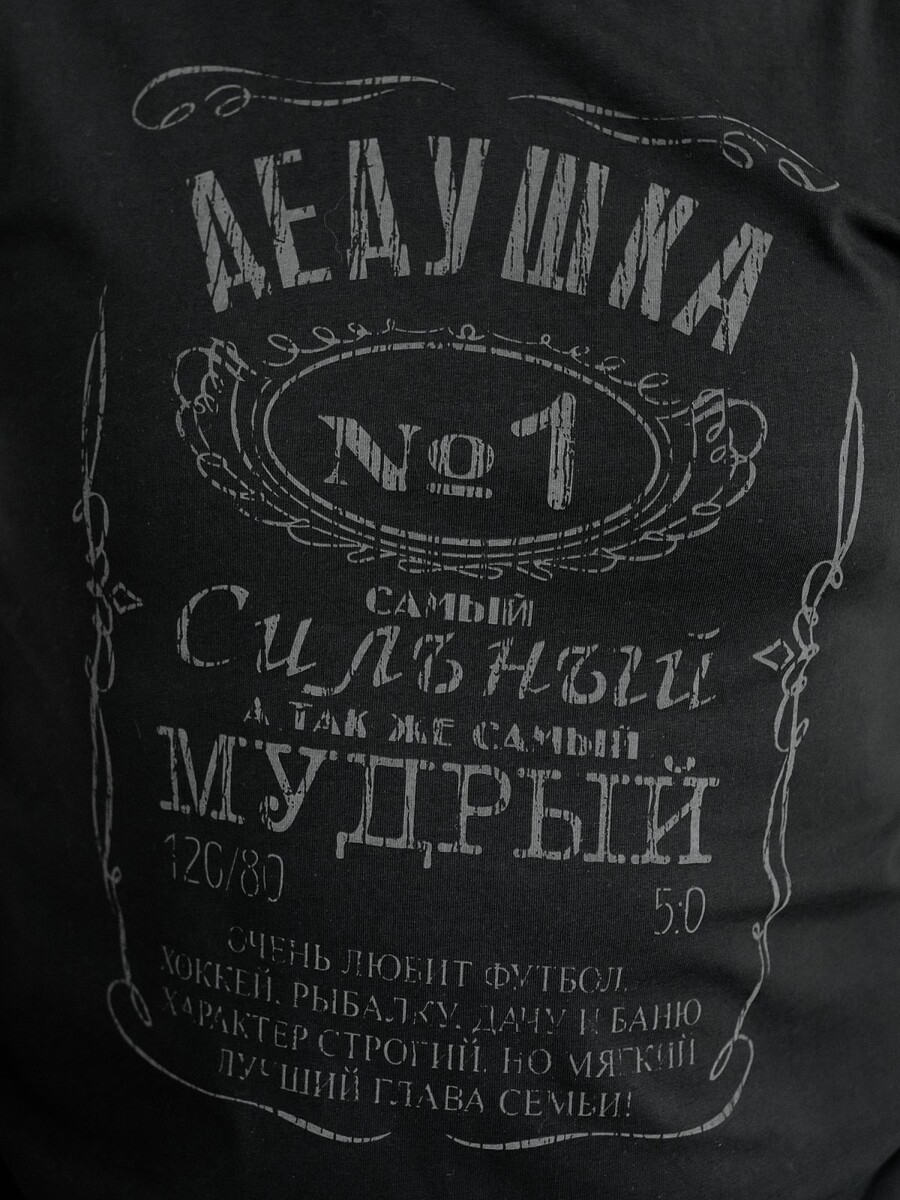 ДЕДУШКА
№1
САМЫЙ
Сильный
А ТАК ЖЕ САМЫЙ
МУДРЫЙ
120/80
5:0
ОЧЕНЬ ЛЮБИТ ФУТБОЛ,
ХОККЕЙ, РЫБАЛКУ, ДАЧУ И БАНЮ
ХАРАКТЕР СТРОГИЙ, НО МЯГКИЙ
ЛУЧШИЙ ГЛАВА СЕМЬИ!